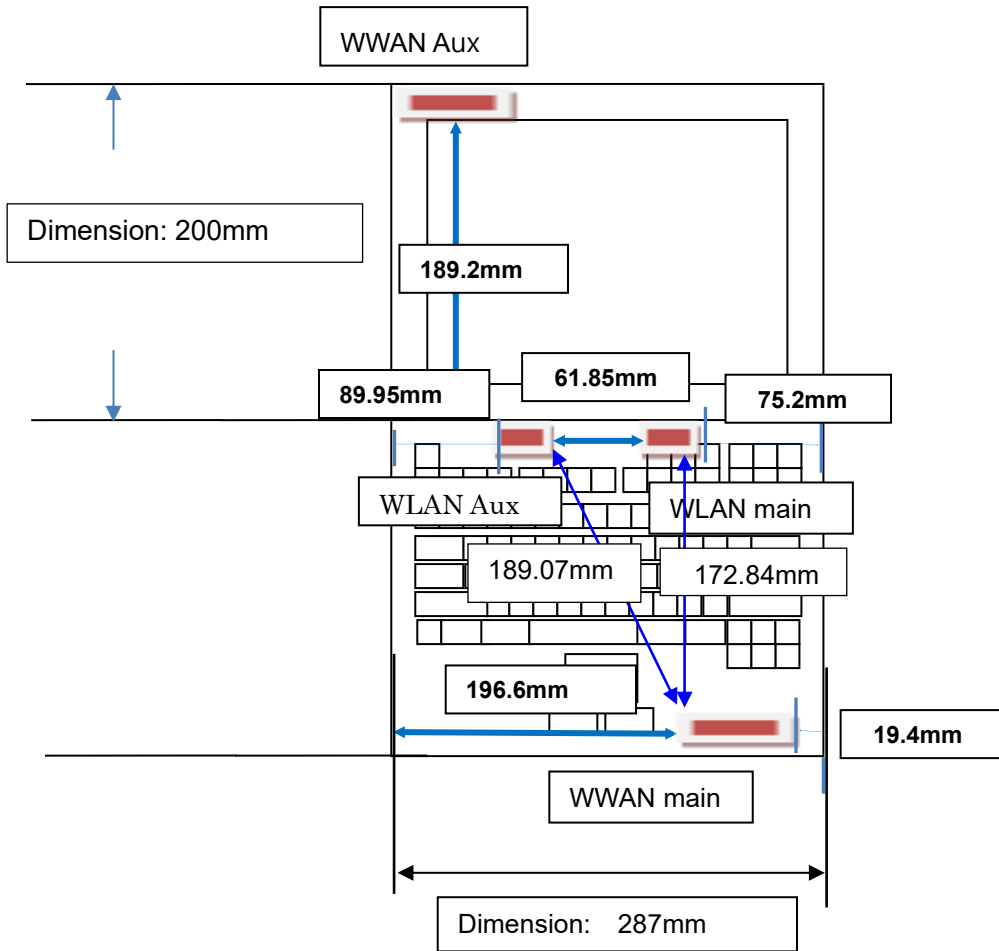 WWAN Aux
Dimension: 200mm
189.2mm
61.85mm
89.95mm
75.2mm
WLAN Aux
WLAN main
189.07mm
172.84mm
196.6mm
19.4mm
WWAN main
Dimension: 287mm